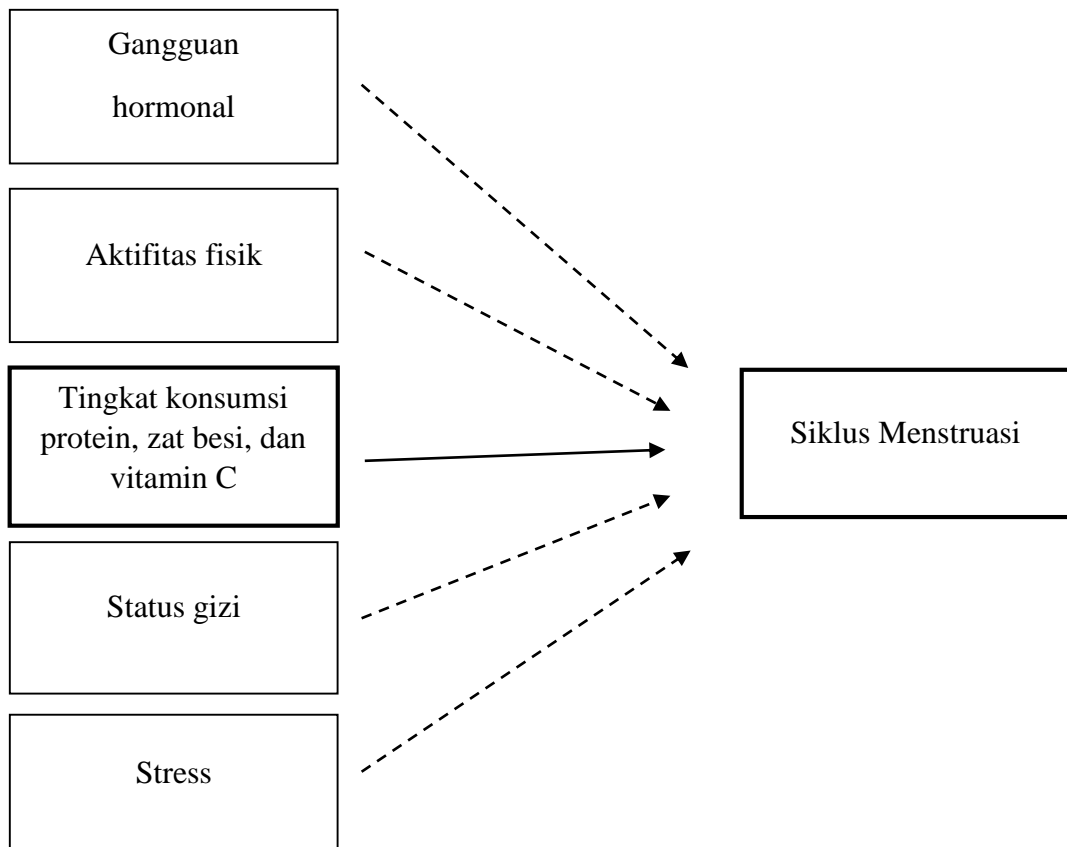 Gangguan
hormonal
Aktifitas fisik
Tingkat konsumsi
protein, zat besi, dan
vitamin C
Siklus Menstruasi
Status gizi
Stress